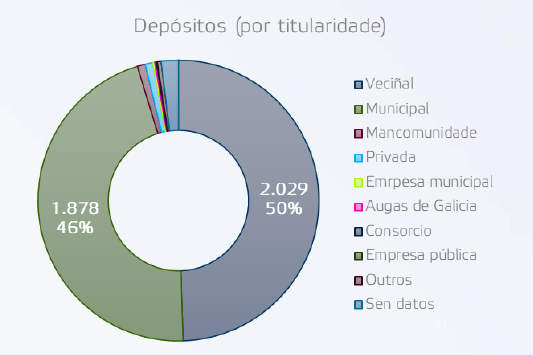 Depósitos (por titularidade)
2.029
50%
1.878
46%
Veciñal
Municipal
Mancomunidade
Privada
Emrpesa municipal
Augas de Galicia
Consorcio
Empresa pública
Outros
Sen datos